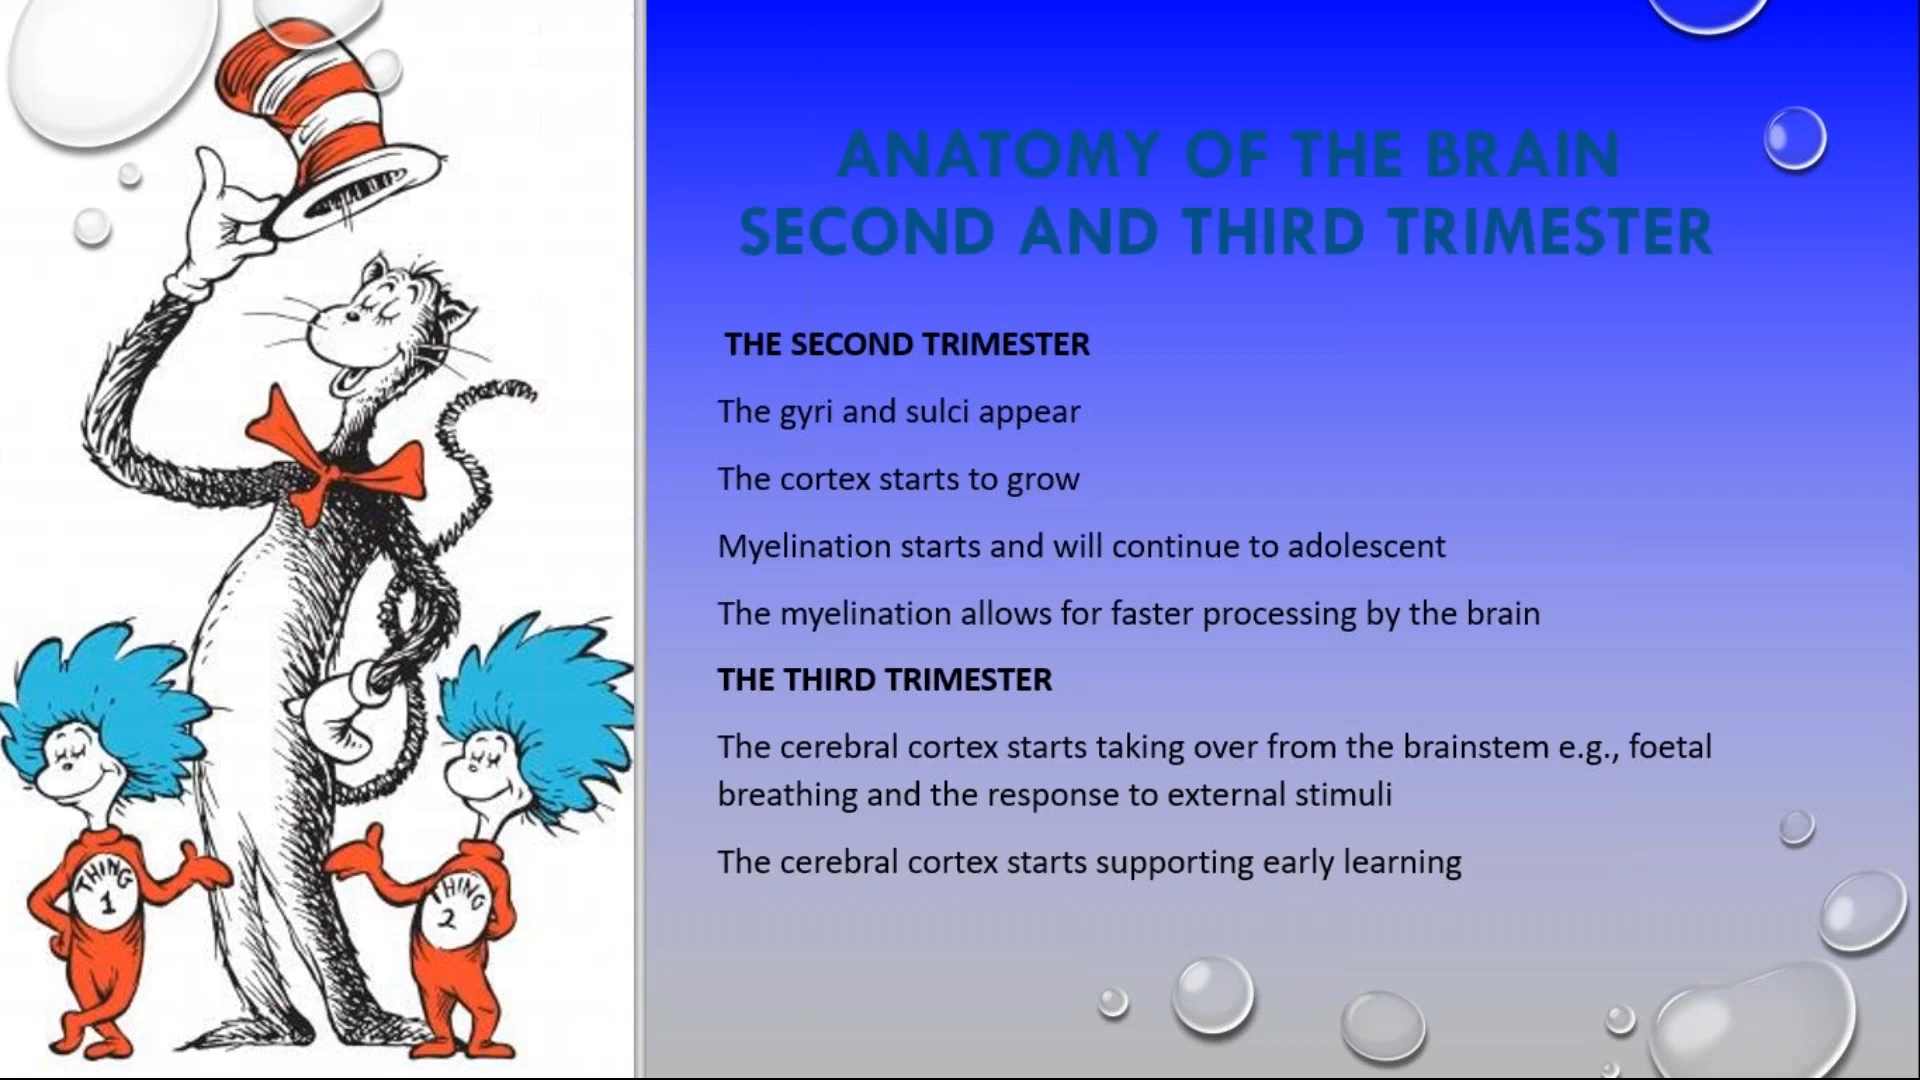 ANATOMY OF THE BRAIN
SECOND AND THIRD TRIMESTER
THE SECOND TRIMESTER
The gyri and sulci appear
The cortex starts to grow
Myelination starts and will continue to adolescent
The myelination allows for faster processing by the brain
THE THIRD TRIMESTER
The cerebral cortex starts taking over from the brainstem e.g., foetal
breathing and the response to external stimuli
The cerebral cortex starts supporting early learning
THING
1
THING
2